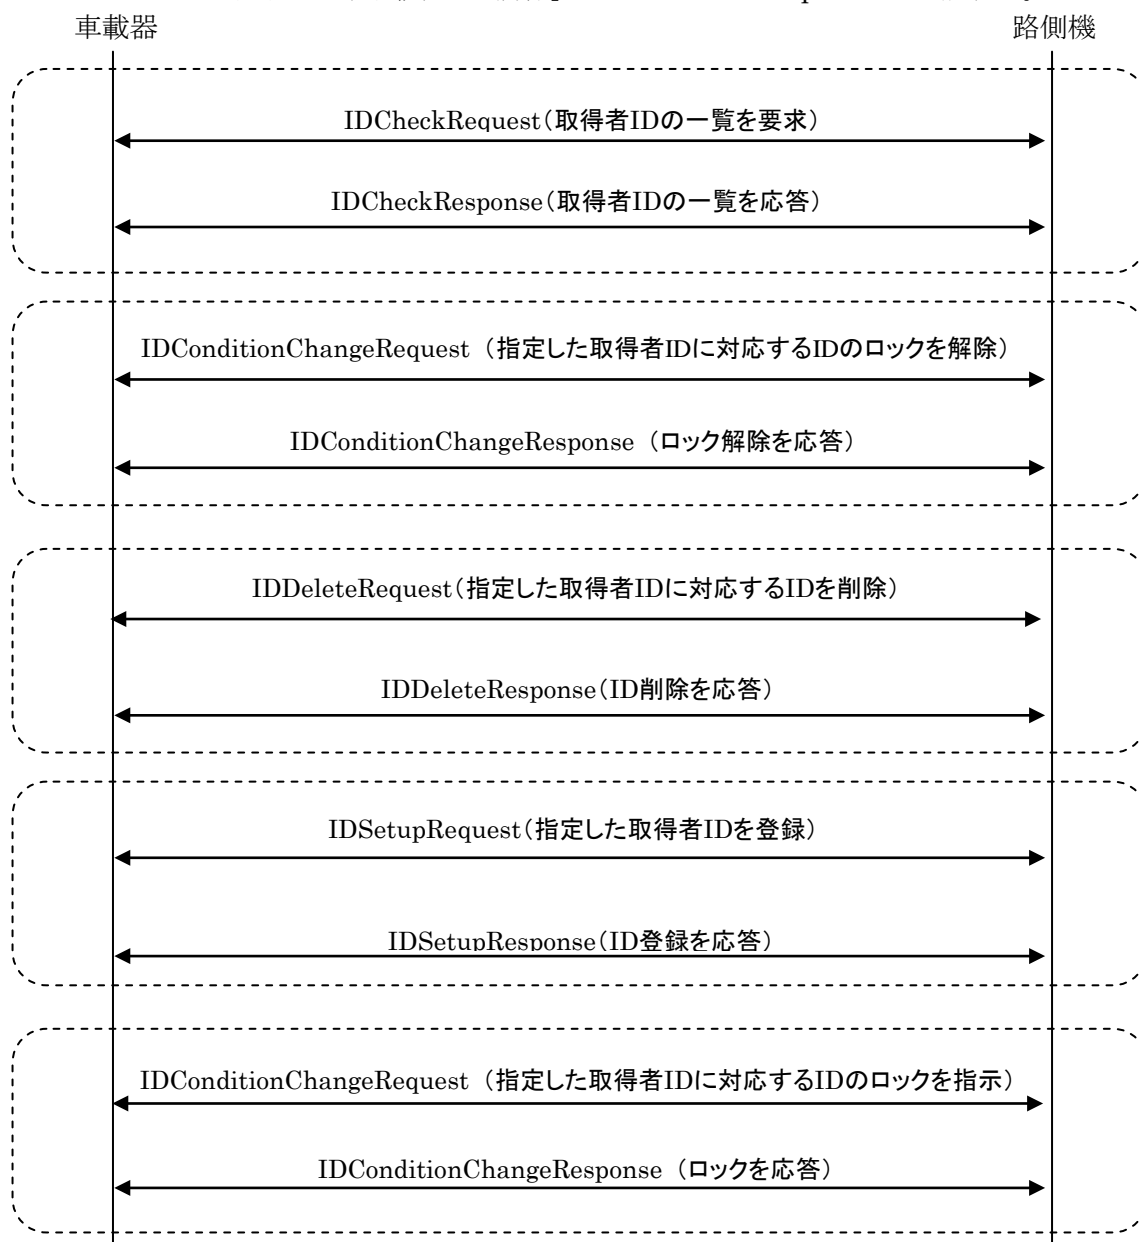 車載器
路側機
IDCheckRequest(取得者IDの一覧を要求)
IDCheckResponse(取得者IDの一覧を応答)
IDConditionChangeRequest (指定した取得者IDに対応するIDのロックを解除)
IDConditionChangeResponse (ロック解除を応答)
IDDeleteRequest(指定した取得者IDに対応するIDを削除)
IDDeleteResponse(ID削除を応答)
IDSetupRequest(指定した取得者IDを登録)
IDSetupResponse(ID登録を応答)
IDConditionChangeRequest (指定した取得者IDに対応するIDのロックを指示)
IDConditionChangeResponse (ロックを応答)